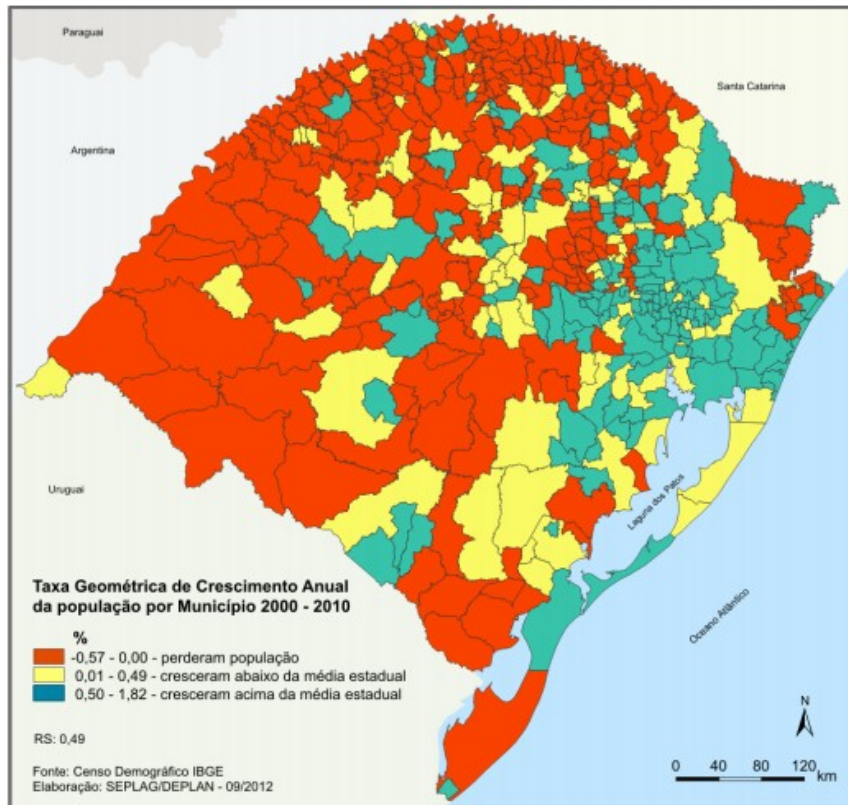 Paraguai
Santa Catarina
Argentina
Uruguai
Laguna dos Patos
Oceano Atlântico
Taxa Geométrica de Crescimento Anual
da população por Município 2000 - 2010
%
-0,57 - 0,00 - perderam população
0,01 - 0,49 - cresceram abaixo da média estadual
0,50 - 1,82 - cresceram acima da média estadual
RS: 0,49
Fonte: Censo Demográfico IBGE
Elaboração: SEPLAG/DEPLAN - 09/2012
N
0 40 80 120
km